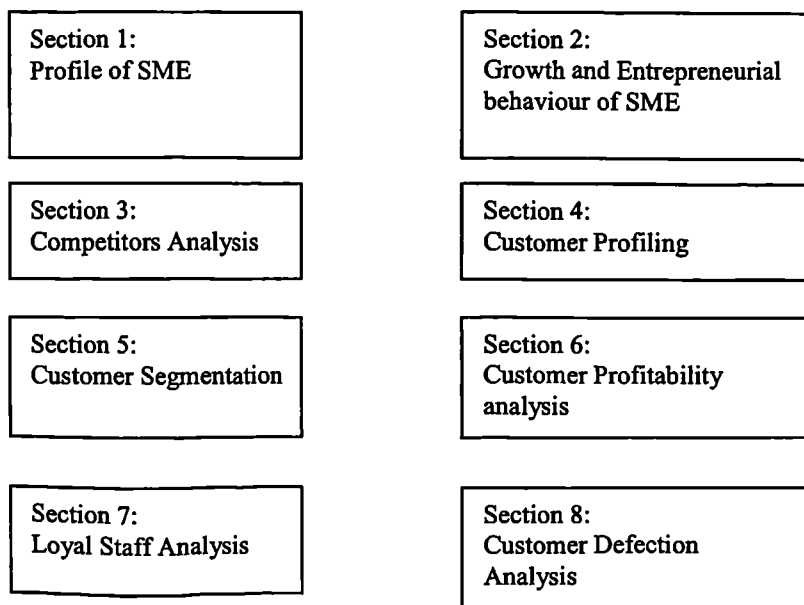 Section 1:
Profile of SME
Section 2:
Growth and Entrepreneurial
behaviour of SME
Section 3:
Competitors Analysis
Section 4:
Customer Profiling
Section 5:
Customer Segmentation
Section 6:
Customer Profitability
analysis
Section 7:
Loyal Staff Analysis
Section 8:
Customer Defection
Analysis